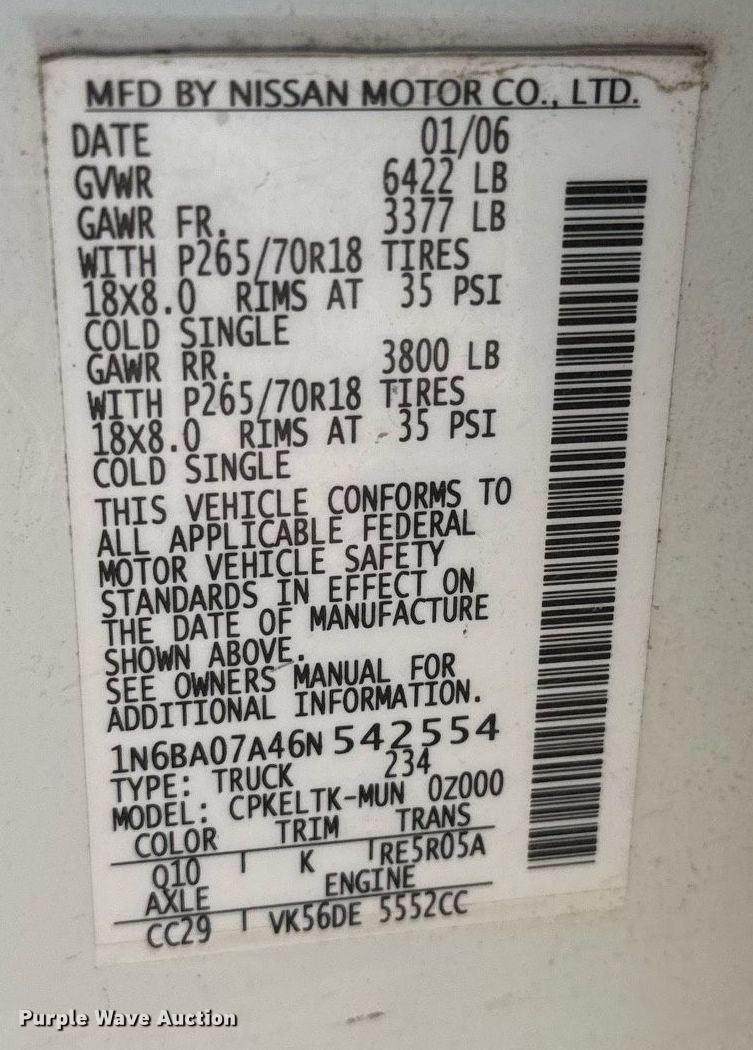 MFD BY NISSAN MOTOR CO., LTD.
DATE 01/06
GVWR 6422 LB
GAWR FR. 3377 LB
WITH P265/70R18 TIRES
18X8.0 RIMS AT 35 PSI
COLD SINGLE
GAWR RR. 3800 LB
WITH P265/70R18 TIRES
18X8.0 RIMS AT 35 PSI
COLD SINGLE
THIS VEHICLE CONFORMS TO
ALL APPLICABLE FEDERAL
MOTOR VEHICLE SAFETY
STANDARDS IN EFFECT ON
THE DATE OF MANUFACTURE
SHOWN ABOVE.
SEE OWNERS MANUAL FOR
ADDITIONAL INFORMATION.
1N6BA07A46N 542554
TYPE: TRUCK 234
MODEL: CPKELTK-MUN 0Z000
COLOR TRIM TRANS
Q10 K RE5R05A
AXLE ENGINE
CC29 VK56DE 5552CC
Purple Wave Auction